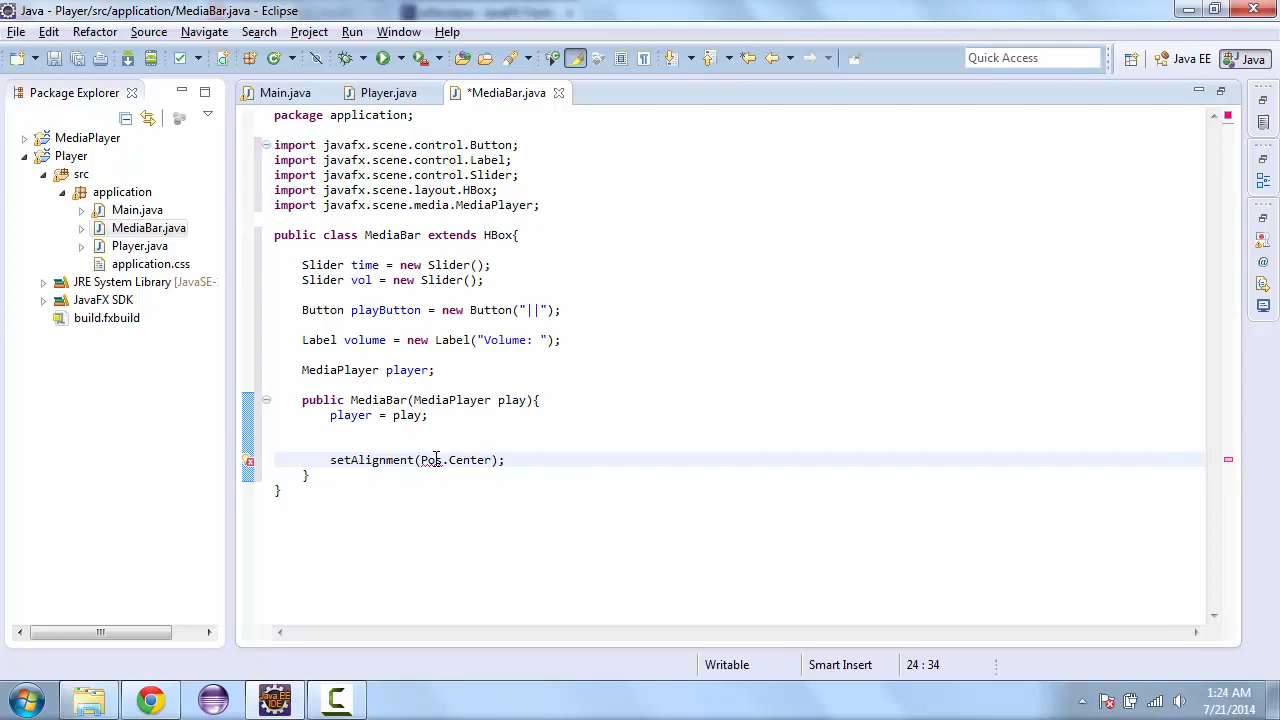 Java - Player/src/application/MediaBar.java - Eclipse
File Edit Refactor Source Navigate Search Project Run Window Help
Quick Access
Java EE
Java
Package Explorer
Main.java
Player.java
*MediaBar.java
MediaPlayer
Player
src
application
Main.java
MediaBar.java
Player.java
application.css
JRE System Library [JavaSE-
JavaFX SDK
build.fxbuild
package application;
import javafx.scene.control.Button;
import javafx.scene.control.Label;
import javafx.scene.control.Slider;
import javafx.scene.layout.HBox;
import javafx.scene.media.MediaPlayer;
public class MediaBar extends HBox{
Slider time = new Slider();
Slider vol = new Slider();
Button playButton = new Button("||");
Label volume = new Label("Volume: ");
MediaPlayer player;
public MediaBar(MediaPlayer play){
player = play;
setAlignment(Pos.Center);
}
}
Writable
Smart Insert
24 : 34
Java EE
IDE
1:24 AM
7/21/2014